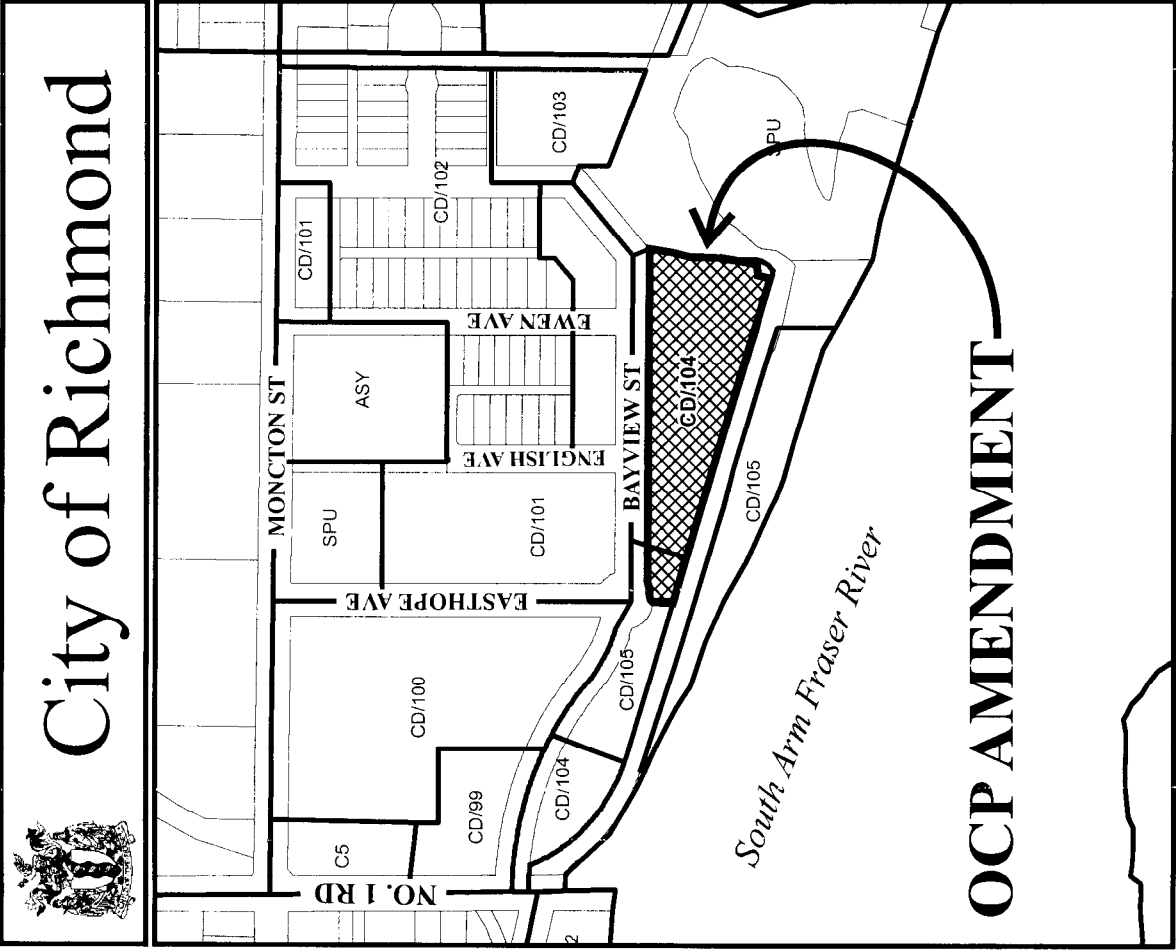 City of Richmond
MONCTON ST
CD/103
CD/102
CD/101
SPU
EWEN AVE
ASY
ENGLISH AVE
BAYVIEW ST
CD/104
CD/105
SPU
CD/101
EASTHOPE AVE
CD/100
CD/105
CD/104
CD/99
C5
NO. 1 RD
2
South Arm Fraser River
OCP AMENDMENT